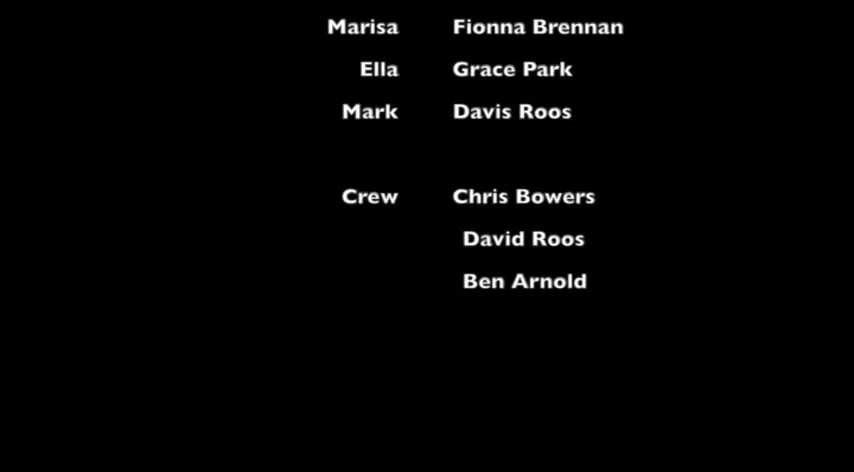 Marisa Fionna Brennan
Ella Grace Park
Mark Davis Roos
Crew Chris Bowers
David Roos
Ben Arnold